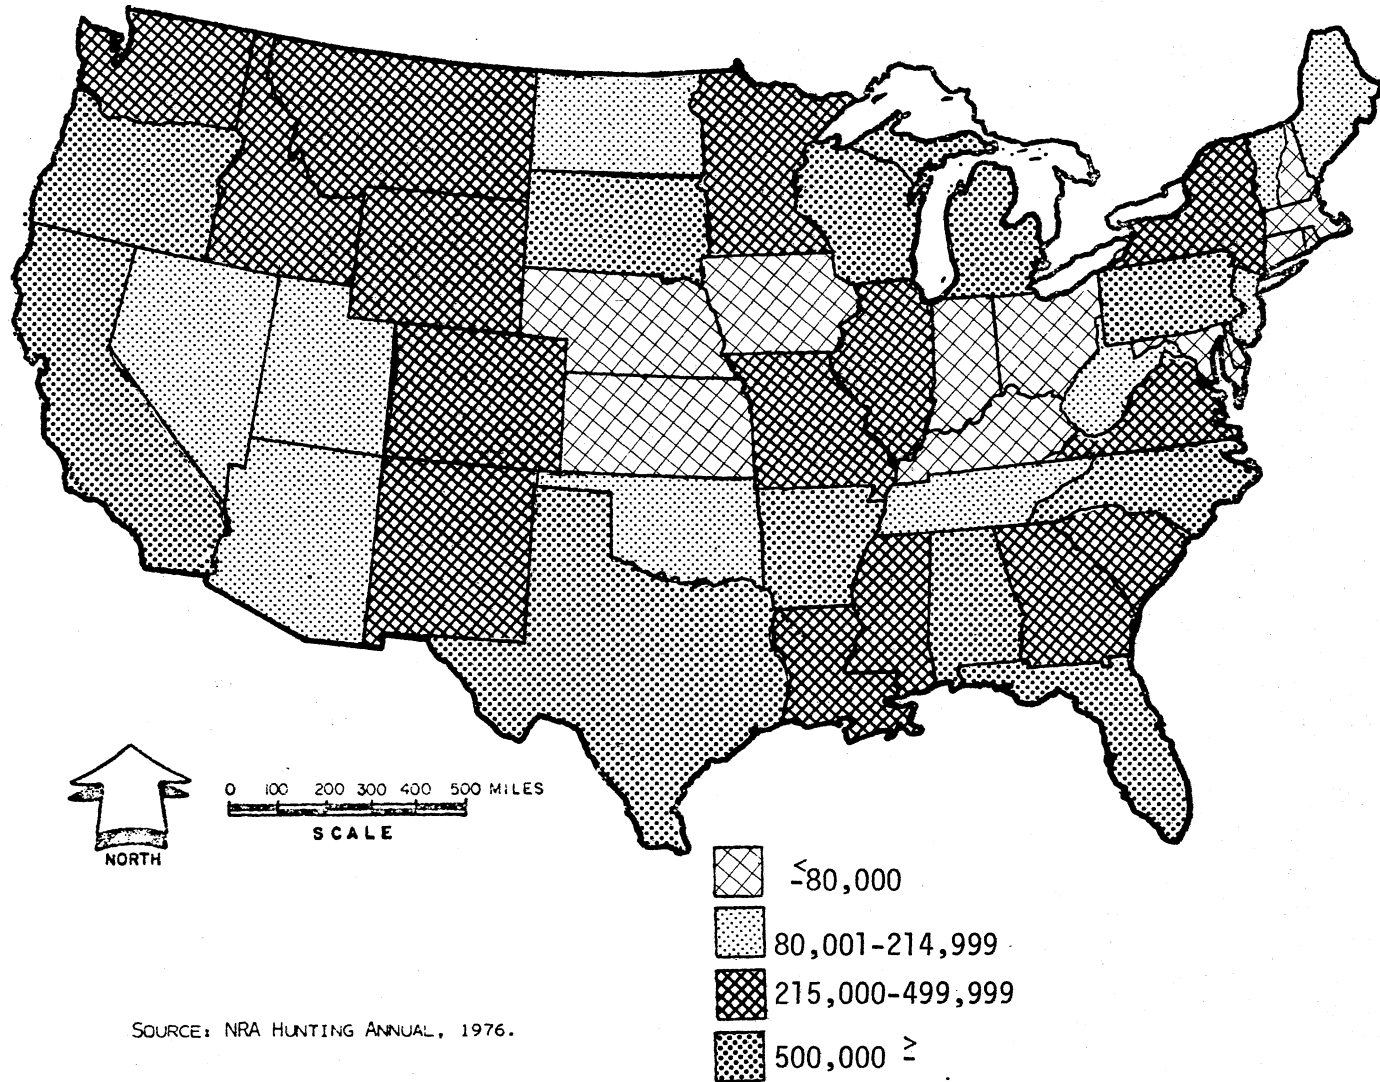 0 100 200 300 400 500 MILES
SCALE
NORTH
≤80,000
80,001-214,999
215,000-499,999
500,000 ≥
SOURCE: NRA HUNTING ANNUAL, 1976.